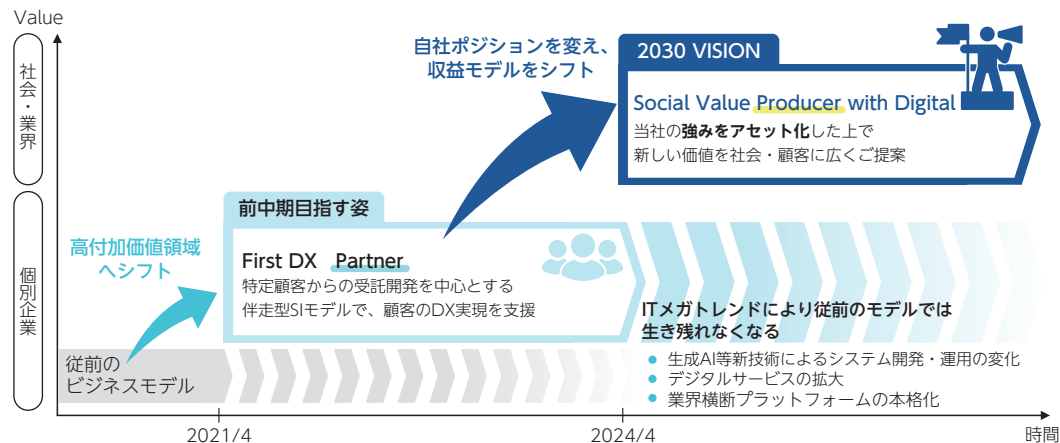 Value
社会・業界
個別企業
自社ポジションを変え、
収益モデルをシフト
2030 VISION
Social Value Producer with Digital
当社の強みをアセット化した上で
新しい価値を社会・顧客に広くご提案
前中期目指す姿
高付加価値領域
へシフト
First DX Partner
特定顧客からの受託開発を中心とする
伴走型SIモデルで、顧客のDX実現を支援
従前の
ビジネスモデル
ITメガトレンドにより従前のモデルでは
生き残れなくなる
● 生成AI等新技術によるシステム開発・運用の変化
● デジタルサービスの拡大
● 業界横断プラットフォームの本格化
2021/4
2024/4
時間